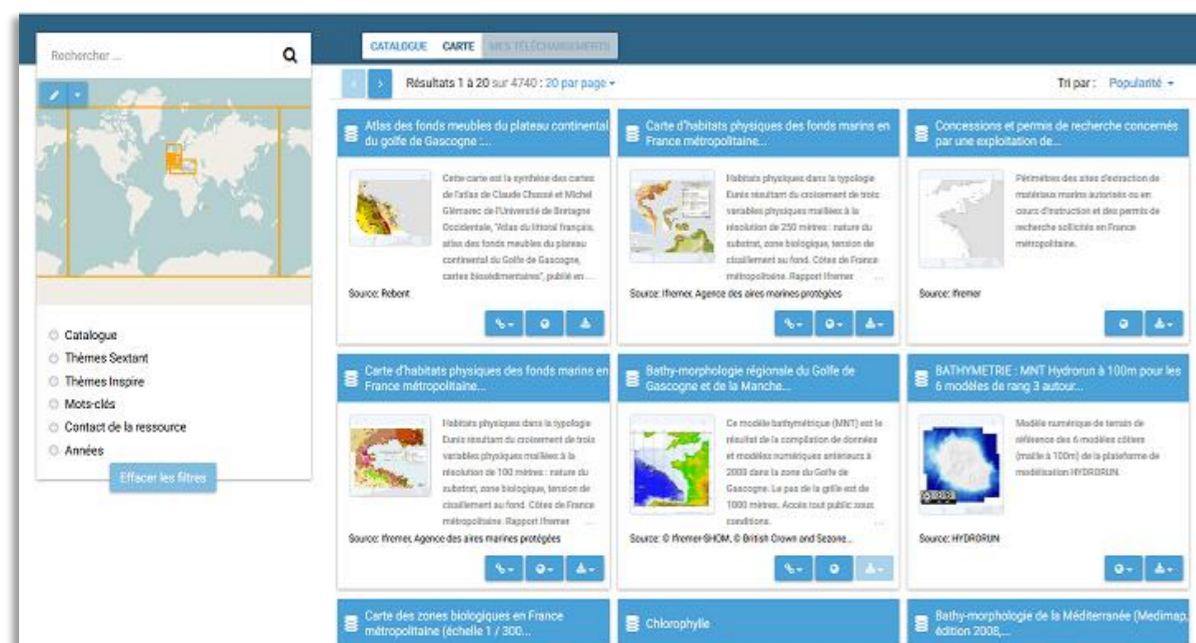 Rechercher ...
CATALOGUE CARTE MES TÉLÉCHARGEMENTS
Résultats 1 à 20 sur 4740 : 20 par page
Tri par : Popularité
Catalogue
Thèmes Sextant
Thèmes Inspire
Mots-clés
Contact de la ressource
Années
Effacer les filtres
Atlas des fonds meubles du plateau continental
du golfe de Gascogne :...
Cette carte est la synthèse des cartes
de l'atlas de Claude Chassé et Michel
Glémarec de l'Université de Bretagne
Occidentale, "Atlas du littoral français,
atlas des fonds meubles du plateau
continental du Golfe de Gascogne,
cartes biosédimentaires", publié en ...
Source: Rebent
Carte d'habitats physiques des fonds marins en
France métropolitaine...
Habitats physiques dans la typologie
Eunis résultant du croisement de trois
variables physiques maillées à la
résolution de 250 mètres : nature du
substrat, zone biologique, tension de
cisaillement au fond. Côtes de France
métropolitaine. Rapport Ifremer ...
Source: Ifremer, Agence des aires marines protégées
Concessions et permis de recherche concernés
par une exploitation de...
Périmètres des sites d'extraction de
matériaux marins autorisés ou en
cours d'instruction et des permis de
recherche sollicités en France
métropolitaine.
Source: Ifremer
Carte d'habitats physiques des fonds marins en
France métropolitaine...
Habitats physiques dans la typologie
Eunis résultant du croisement de trois
variables physiques maillées à la
résolution de 100 mètres : nature du
substrat, zone biologique, tension de
cisaillement au fond. Côtes de France
métropolitaine. Rapport Ifremer ...
Source: Ifremer, Agence des aires marines protégées
Bathy-morphologie régionale du Golfe de
Gascogne et de la Manche...
Ce modèle bathymétrique (MNT) est le
résultat de la compilation de données
et modèles numériques antérieurs à
2008 dans la zone du Golfe de
Gascogne. Le pas de la grille est de
1000 mètres. Accès tout public sous
conditions. ...
Source: © Ifremer-SHOM, © British Crown and Sezone...
BATHYMETRIE : MNT Hydrorun à 100m pour les
6 modèles de rang 3 autour...
Modèle numérique de terrain de
référence des 6 modèles côtiers
(maille à 100m) de la plateforme de
modélisation HYDRORUN.
Source: HYDRORUN
Carte des zones biologiques en France
métropolitaine (échelle 1 / 300...
Chlorophylle
Bathy-morphologie de la Méditerranée (Medimap,
édition 2008,...